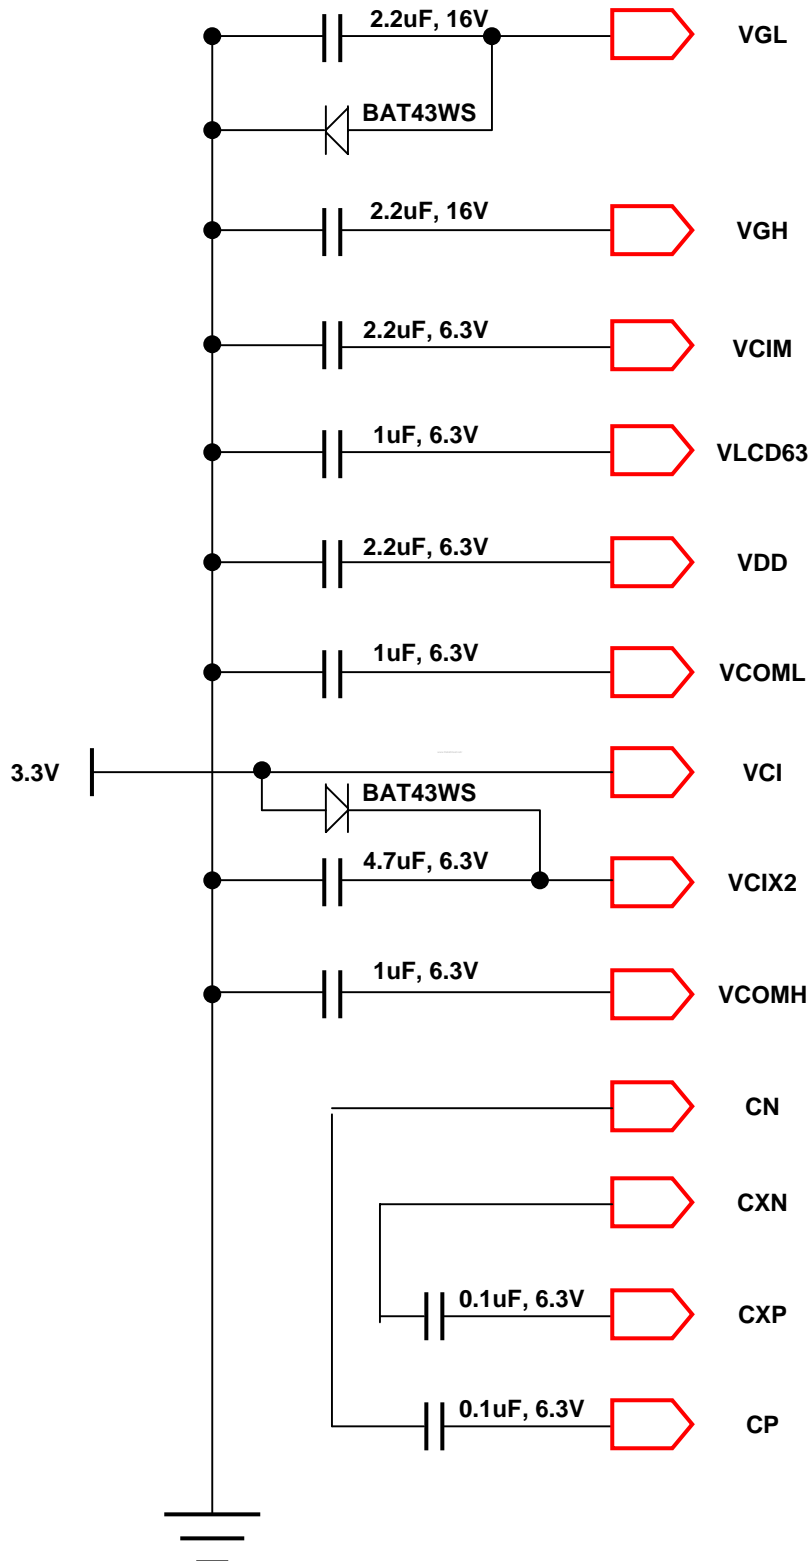 2.2uF, 16V
VGL
BAT43WS
2.2uF, 16V
VGH
2.2uF, 6.3V
VCIM
1uF, 6.3V
VLCD63
2.2uF, 6.3V
VDD
1uF, 6.3V
VCOML
3.3V
VCI
BAT43WS
4.7uF, 6.3V
VCIX2
1uF, 6.3V
VCOMH
CN
CXN
0.1uF, 6.3V
CXP
0.1uF, 6.3V
CP